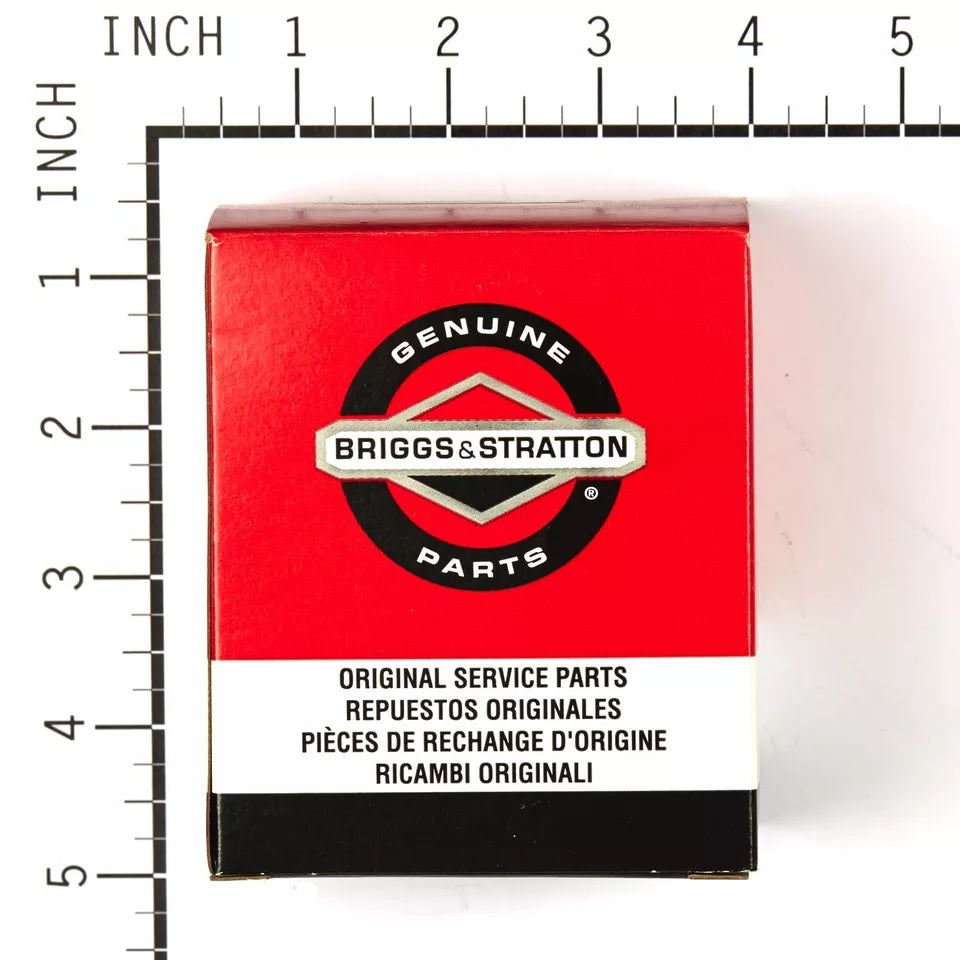 INCH 1 2 3 4 5
INCH
1
2
3
4
5
GENUINE
BRIGGS&STRATTON
®
PARTS
ORIGINAL SERVICE PARTS
REPUESTOS ORIGINALES
PIÈCES DE RECHANGE D'ORIGINE
RICAMBI ORIGINALI